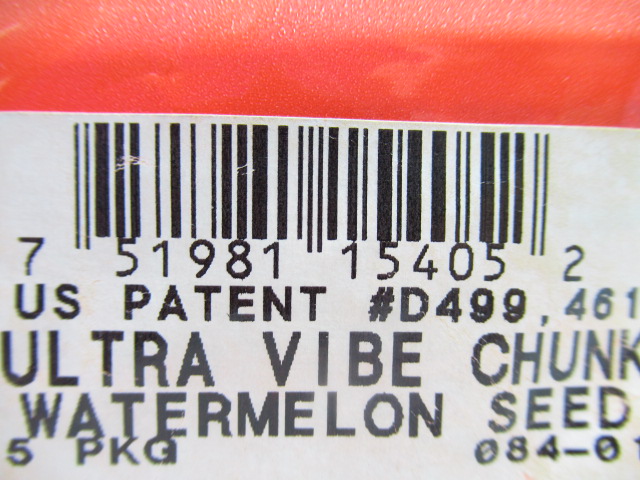 7 51981 15405 2
US PATENT #D499,461
ULTRA VIBE CHUNK
WATERMELON SEED
5 PKG 084-01